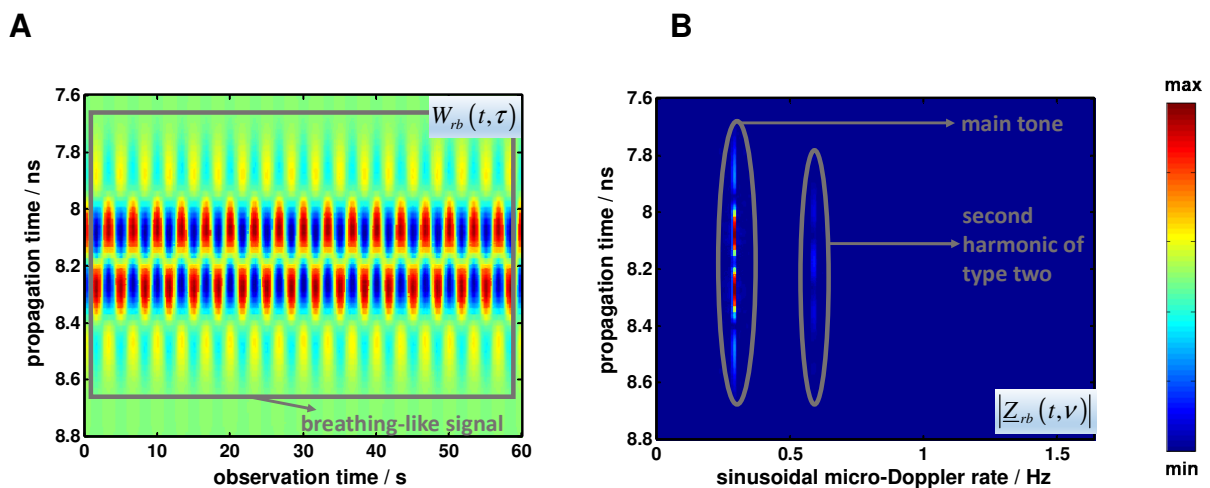 A
B
7.6
7.8
8
8.2
8.4
8.6
8.8
0
10
20
30
40
50
60
propagation time / ns
observation time / s
W_rb(t,τ)
breathing-like signal
7.6
7.8
8
8.2
8.4
8.6
8.8
0
0.5
1
1.5
propagation time / ns
sinusoidal micro-Doppler rate / Hz
main tone
second
harmonic of
type two
|Z_rb(t,ν)|
max
min